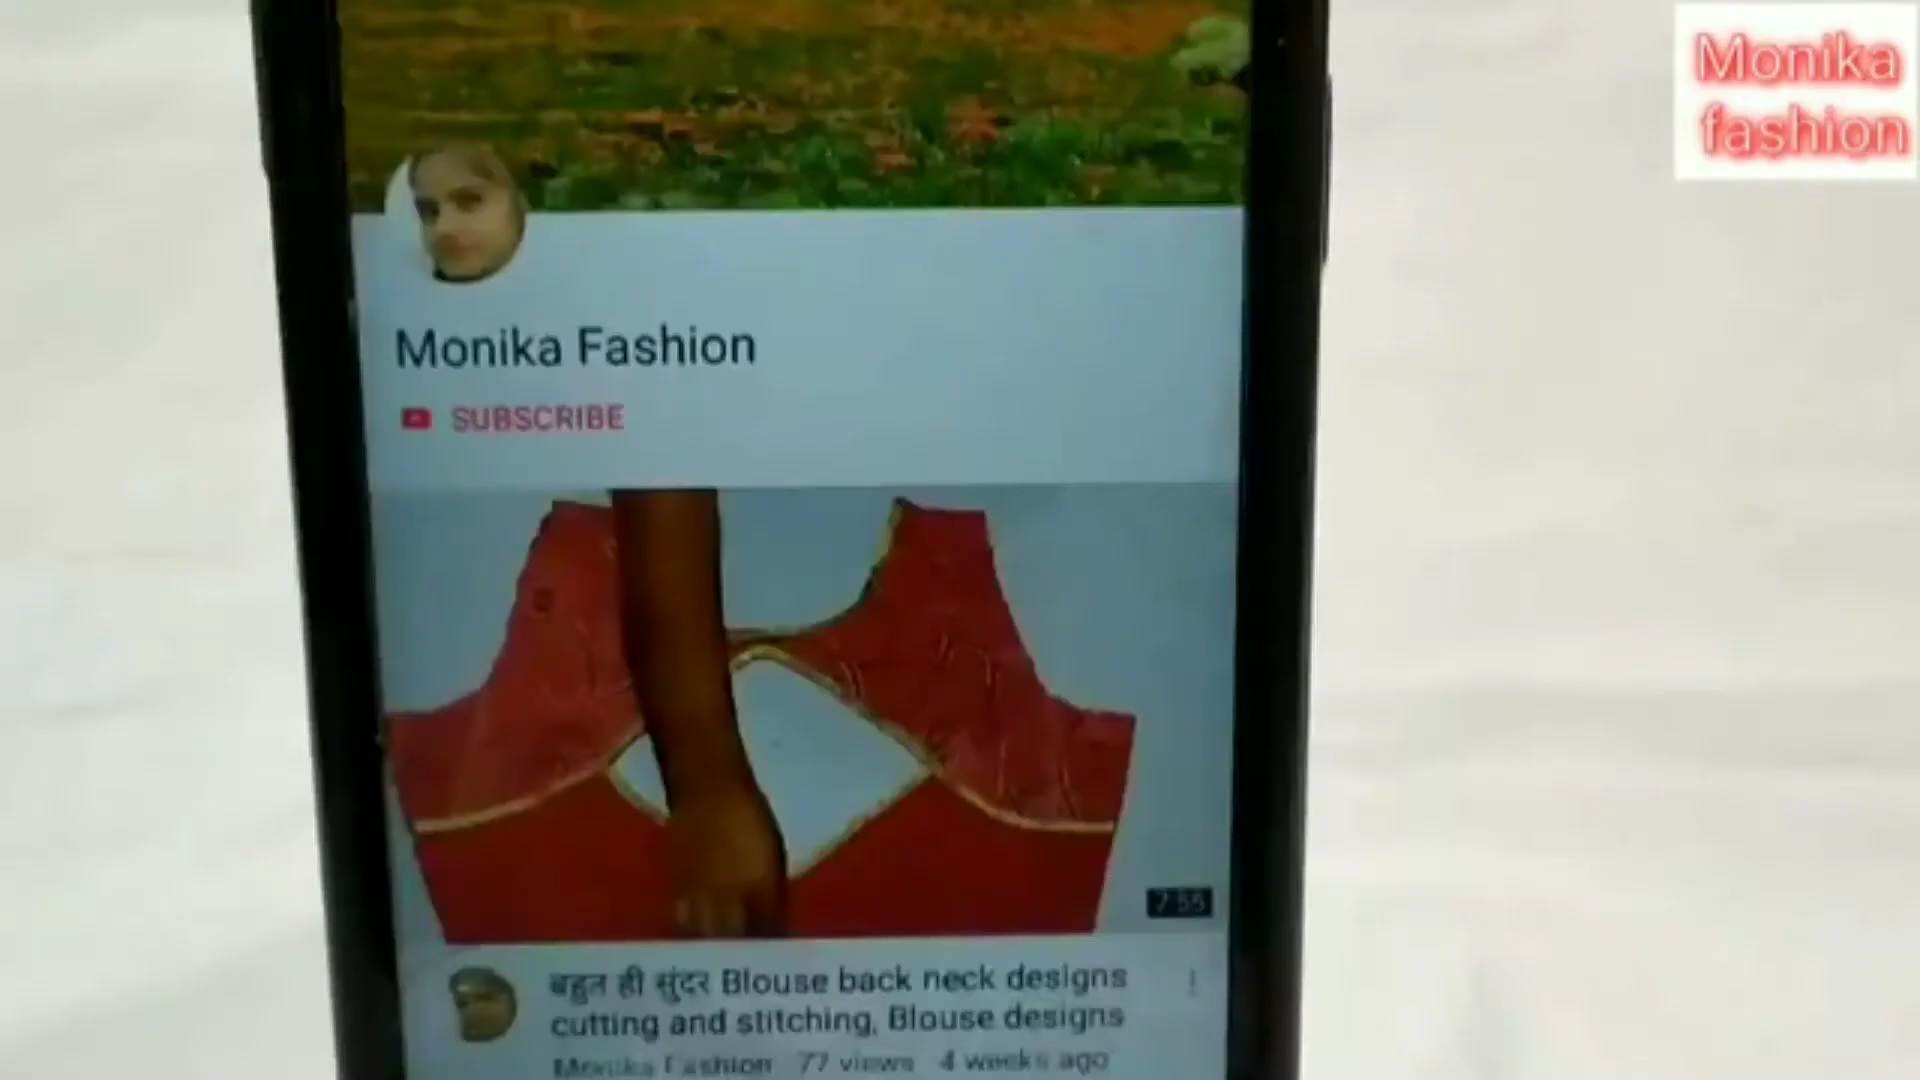 Monika
fashion
Monika Fashion
SUBSCRIBE
7:55
बहुत ही सुंदर Blouse back neck designs
cutting and stitching, Blouse designs
Monika Fashion 77 views 4 weeks ago